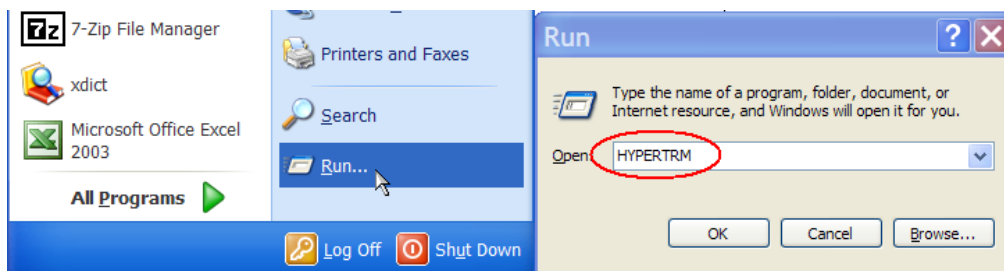 7z 7-Zip File Manager
xdict
Microsoft Office Excel
2003
All Programs
Printers and Faxes
Search
Run...
Log Off
Shut Down
Run
Type the name of a program, folder, document, or
Internet resource, and Windows will open it for you.
Open: HYPERTRM
OK Cancel Browse...